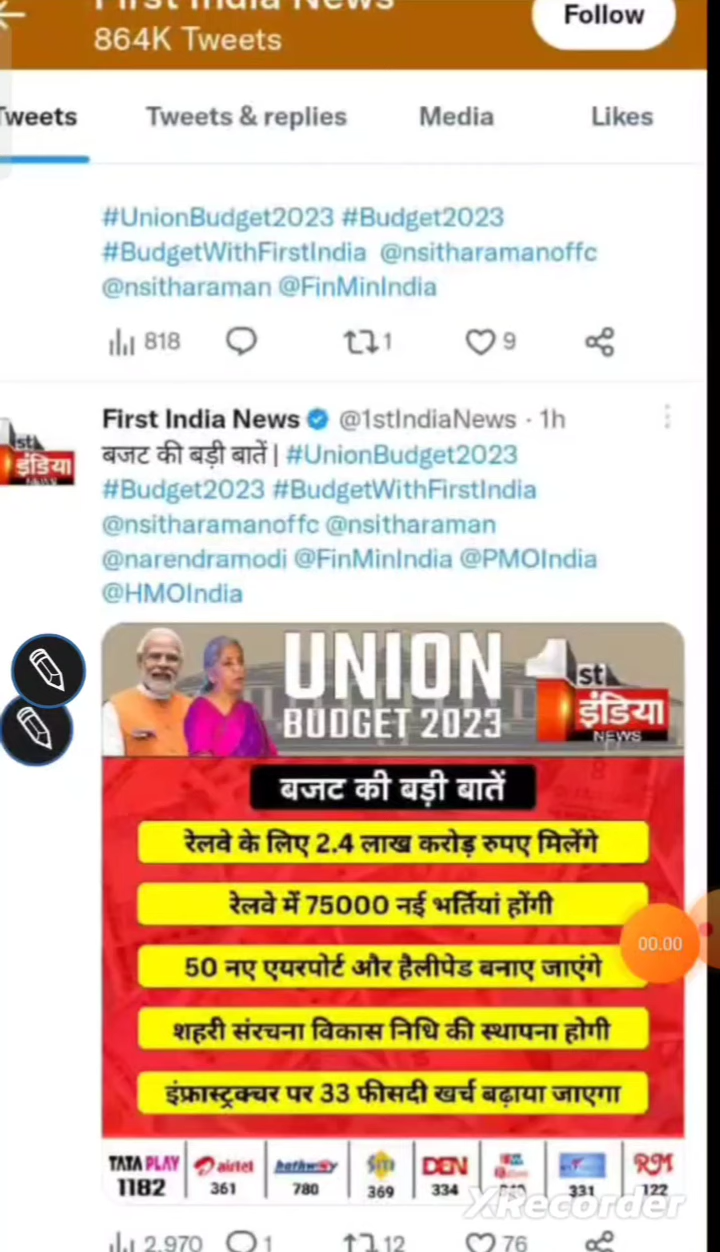 First India News
864K Tweets
Follow
Tweets
Tweets & replies
Media
Likes
#UnionBudget2023 #Budget2023
#BudgetWithFirstIndia @nsitharamanoffc
@nsitharaman @FinMinIndia
818
1
9
First India News @1stIndiaNews · 1h
बजट की बड़ी बातें | #UnionBudget2023
#Budget2023 #BudgetWithFirstIndia
@nsitharamanoffc @nsitharaman
@narendramodi @FinMinIndia @PMOIndia
@HMOIndia
1st
इंडिया
NEWS
UNION
BUDGET 2023
1st
इंडिया
NEWS
बजट की बड़ी बातें
रेलवे के लिए 2.4 लाख करोड़ रुपए मिलेंगे
रेलवे में 75000 नई भर्तियां होंगी
00.00
50 नए एयरपोर्ट और हैलीपेड बनाए जाएंगे
शहरी संरचना विकास निधि की स्थापना होगी
इंफ्रास्ट्रक्चर पर 33 फीसदी खर्च बढ़ाया जाएगा
TATA PLAY airtel hathway SITI DEN RM
1182 361 780 369 334 331 122
XRecorder
2,970
1
12
76